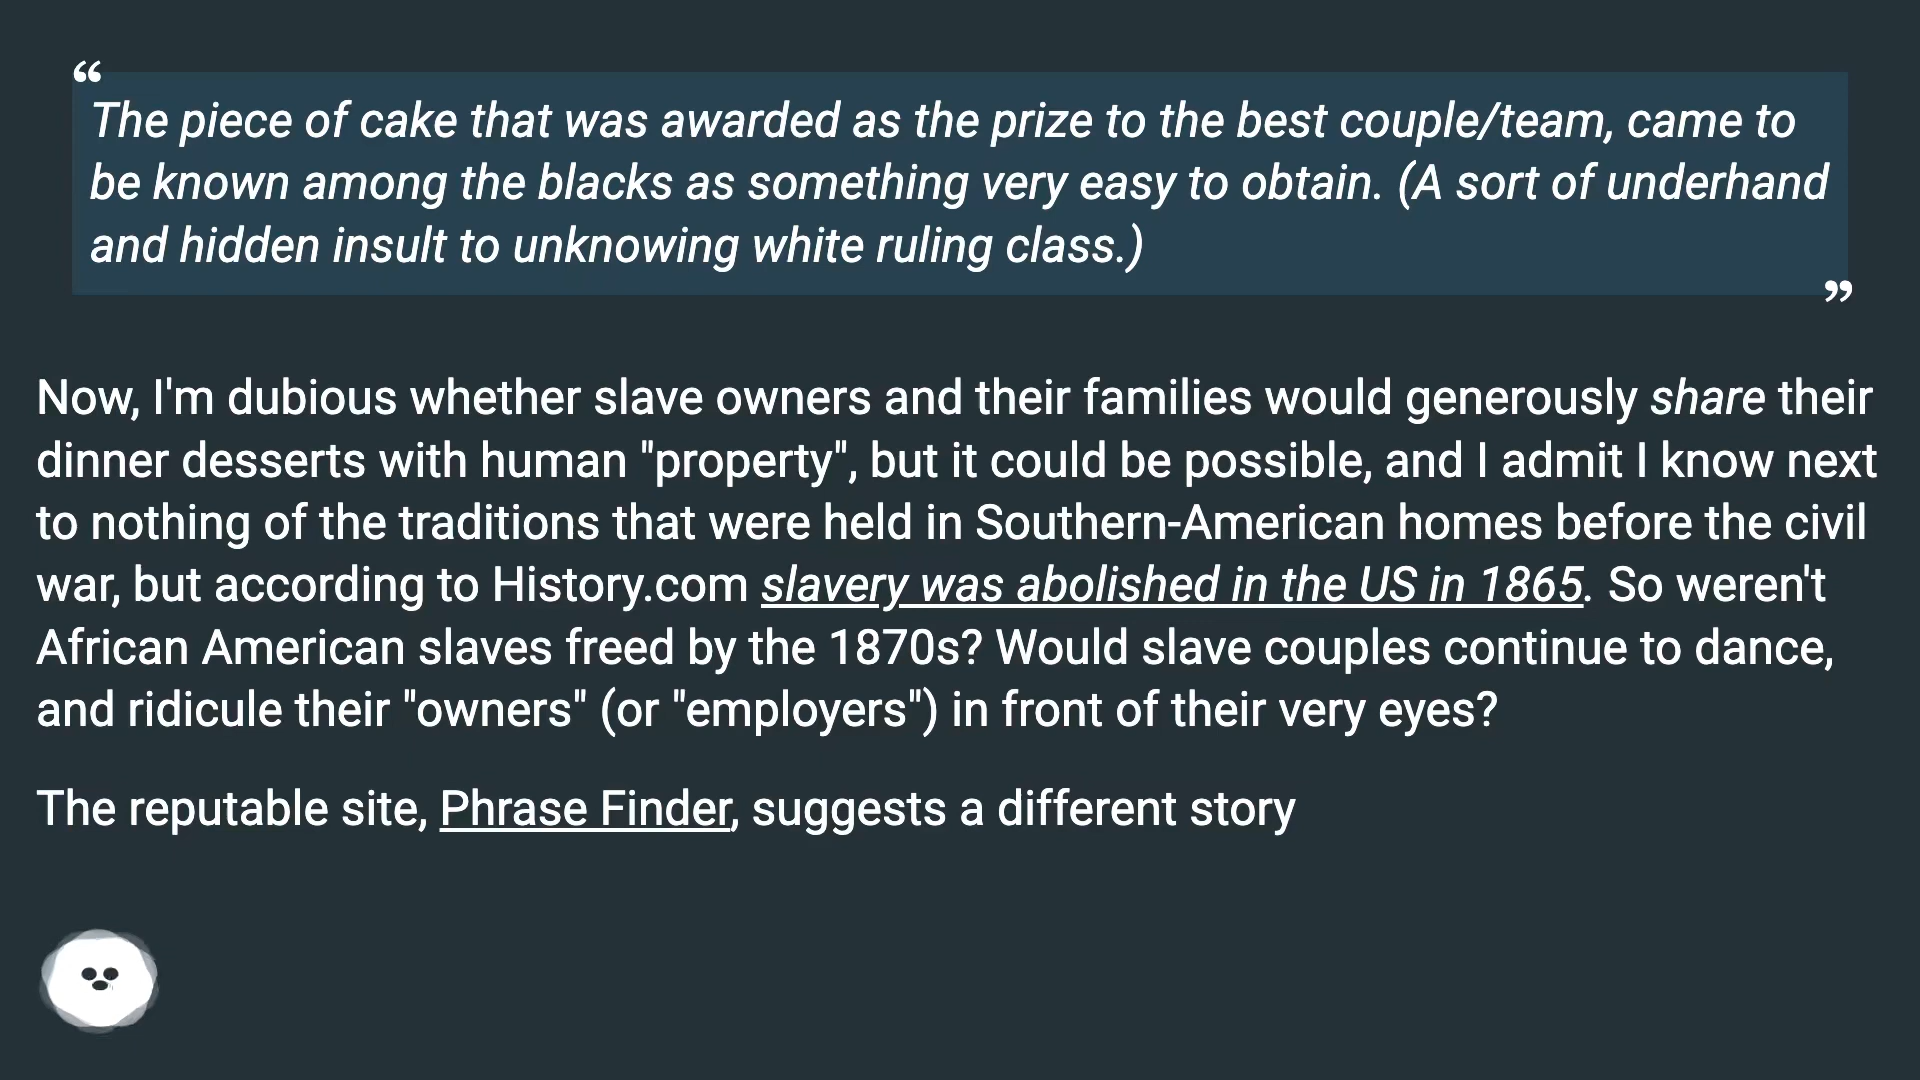 “
The piece of cake that was awarded as the prize to the best couple/team, came to
be known among the blacks as something very easy to obtain. (A sort of underhand
and hidden insult to unknowing white ruling class.)
”
Now, I'm dubious whether slave owners and their families would generously share their
dinner desserts with human "property", but it could be possible, and I admit I know next
to nothing of the traditions that were held in Southern-American homes before the civil
war, but according to History.com slavery was abolished in the US in 1865. So weren't
African American slaves freed by the 1870s? Would slave couples continue to dance,
and ridicule their "owners" (or "employers") in front of their very eyes?
The reputable site, Phrase Finder, suggests a different story